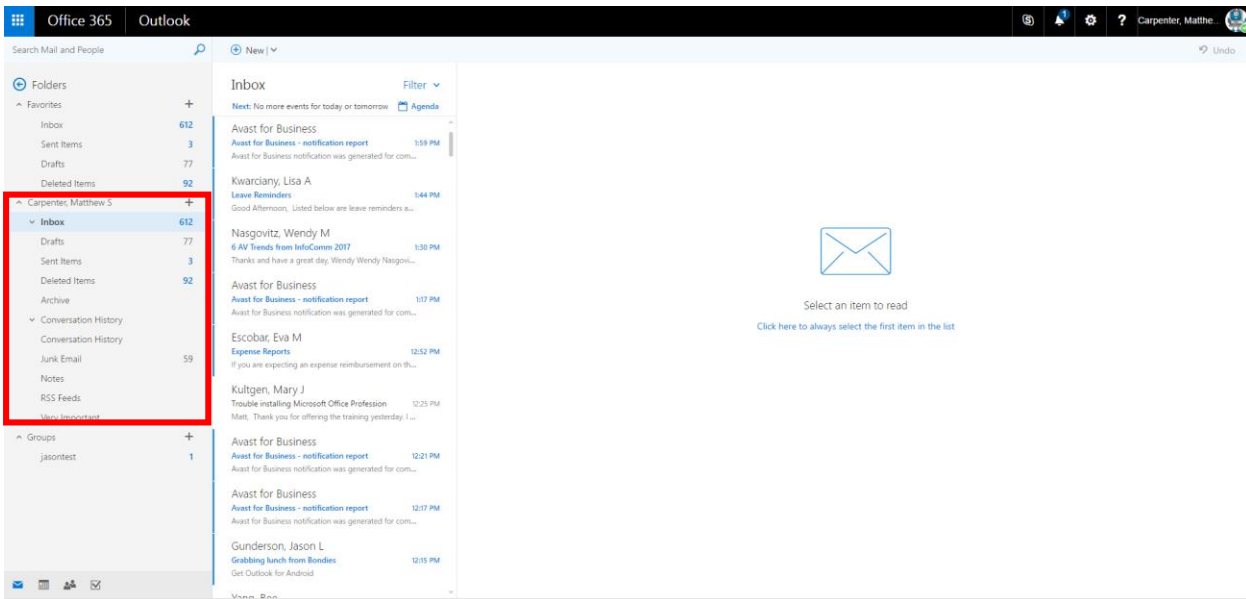 Office 365 Outlook
1
Carpenter, Matthe...
Search Mail and People
New
Undo
Folders
Favorites
Inbox 612
Sent Items 3
Drafts 77
Deleted Items 92
Carpenter, Matthew S
Inbox 612
Drafts 77
Sent Items 3
Deleted Items 92
Archive
Conversation History
Conversation History
Junk Email 59
Notes
RSS Feeds
Very Important
Groups
jasontest 1
Inbox Filter
Next: No more events for today or tomorrow Agenda
Avast for Business
Avast for Business - notification report 1:59 PM
Avast for Business notification was generated for com...
Kwarciany, Lisa A
Leave Reminders 1:44 PM
Good Afternoon, Listed below are leave reminders a...
Nasgovitz, Wendy M
6 AV Trends from InfoComm 2017 1:30 PM
Thanks and have a great day, Wendy Wendy Nasgovi...
Avast for Business
Avast for Business - notification report 1:17 PM
Avast for Business notification was generated for com...
Escobar, Eva M
Expense Reports 12:52 PM
If you are expecting an expense reimbursement on th...
Kultgen, Mary J
Trouble installing Microsoft Office Profession 12:25 PM
Matt, Thank you for offering the training yesterday. I ...
Avast for Business
Avast for Business - notification report 12:21 PM
Avast for Business notification was generated for com...
Avast for Business
Avast for Business - notification report 12:17 PM
Avast for Business notification was generated for com...
Gunderson, Jason L
Grabbing lunch from Bondies 12:15 PM
Get Outlook for Android
Select an item to read
Click here to always select the first item in the list